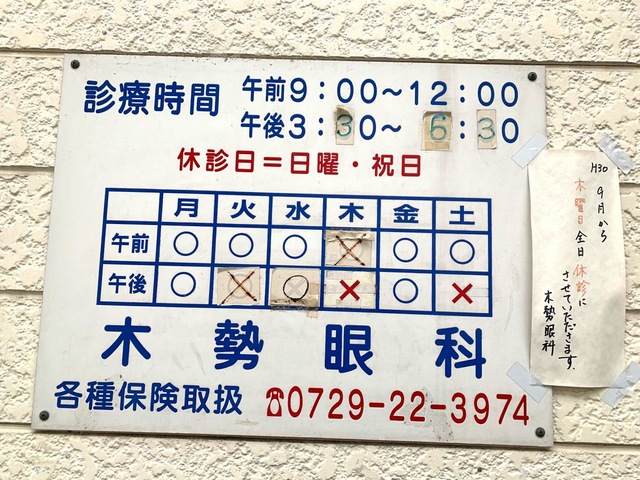 診療時間 午前9:00〜12:00
午後3:30〜6:30
休診日=日曜・祝日
月 火 水 木 金 土
午前 ○ ○ ○ × ○ ○
午後 ○ × ○ × ○ ×
木勢眼科
各種保険取扱 ☎0729-22-3974
H30 9月から
木曜日全日休診に
させていただきます。
木勢眼科